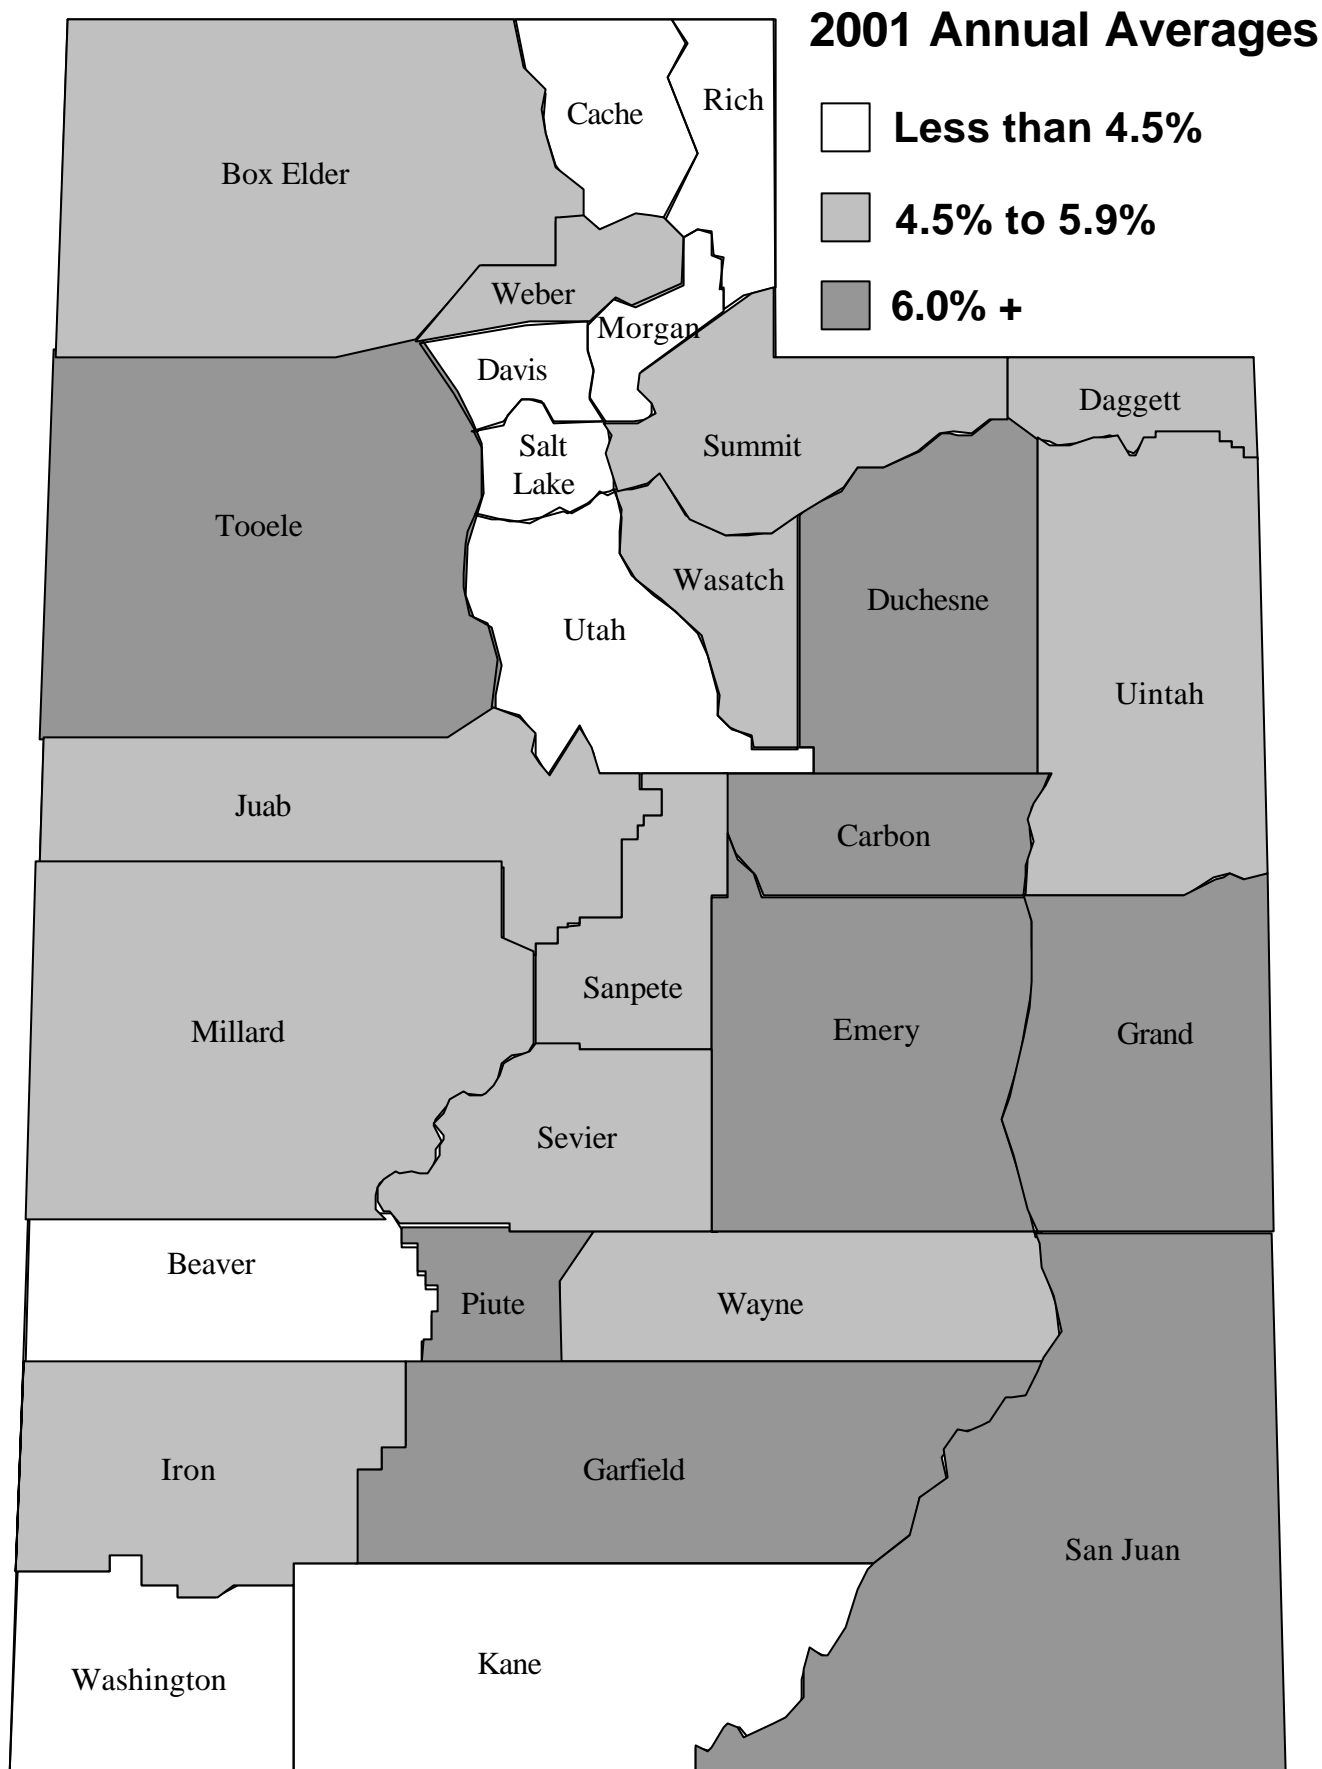 2001 Annual Averages
Less than 4.5%
4.5% to 5.9%
6.0% +
Cache
Rich
Box Elder
Weber
Morgan
Davis
Daggett
Salt
Lake
Summit
Tooele
Wasatch
Duchesne
Utah
Uintah
Juab
Carbon
Sanpete
Millard
Emery
Grand
Sevier
Beaver
Piute
Wayne
Iron
Garfield
San Juan
Kane
Washington